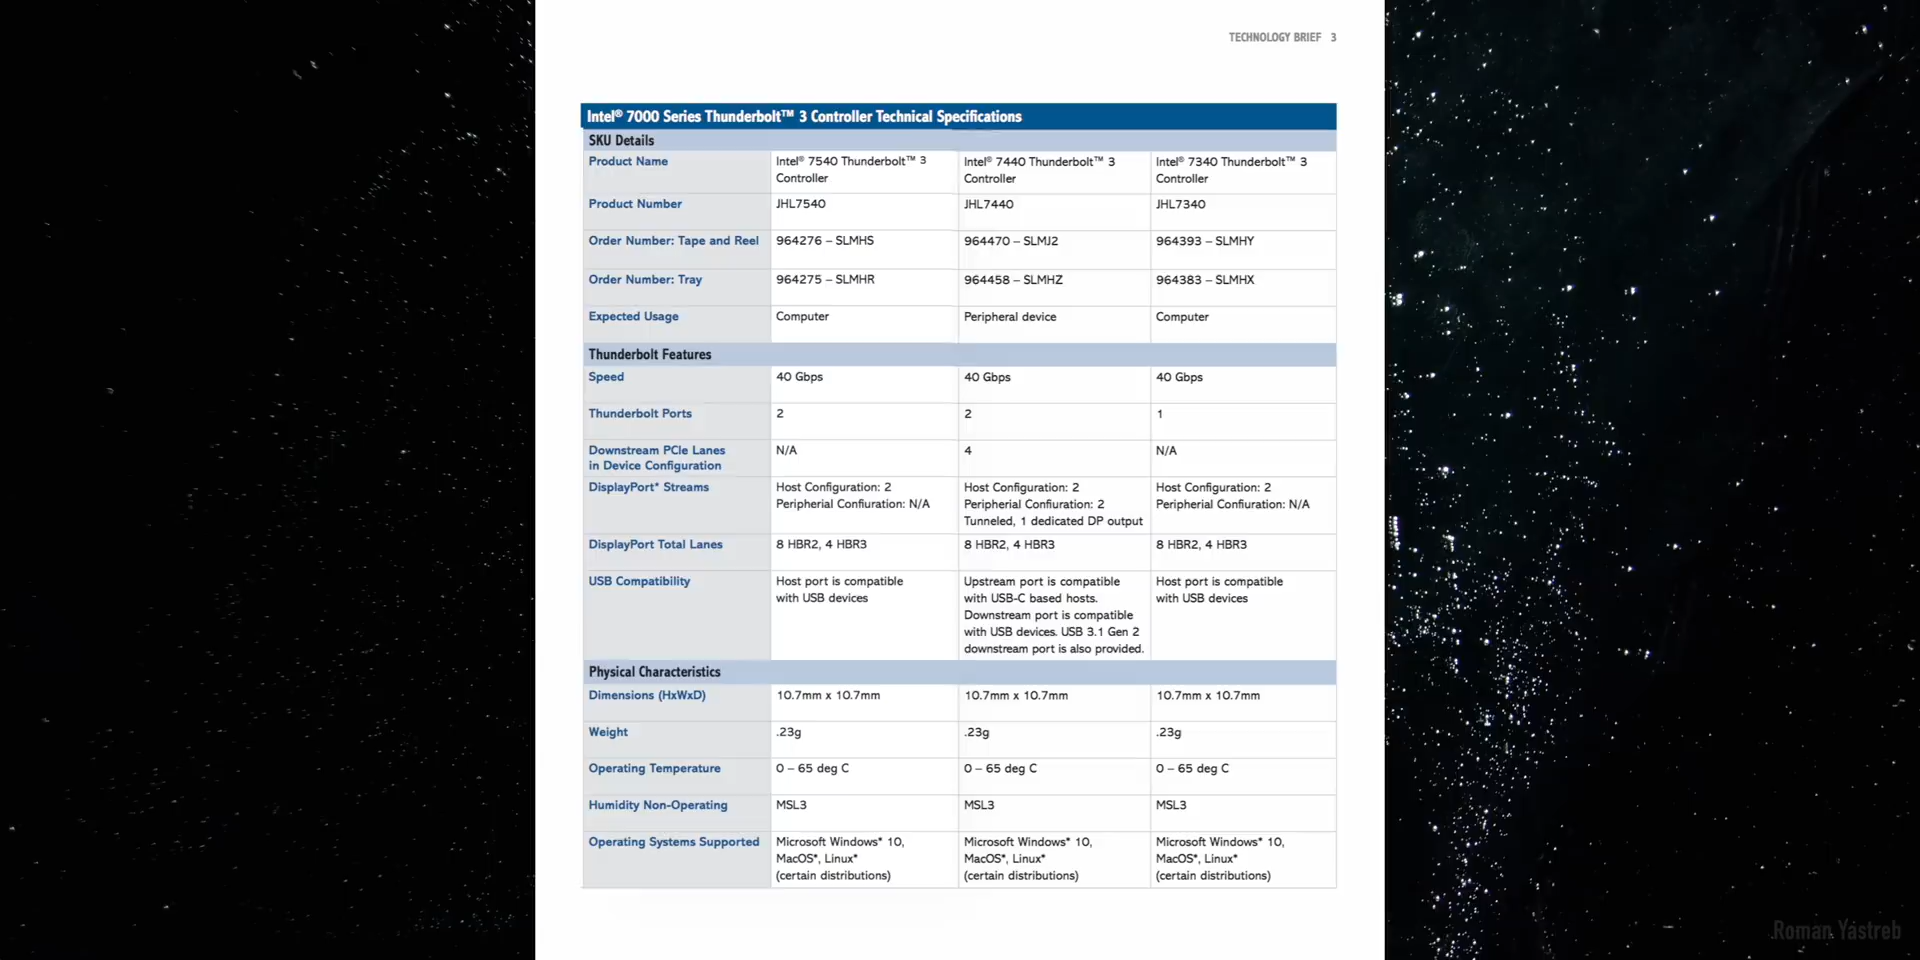 TECHNOLOGY BRIEF 3
Intel® 7000 Series Thunderbolt™ 3 Controller Technical Specifications
SKU Details
Product Name
Intel® 7540 Thunderbolt™ 3
Controller
Intel® 7440 Thunderbolt™ 3
Controller
Intel® 7340 Thunderbolt™ 3
Controller
Product Number
JHL7540
JHL7440
JHL7340
Order Number: Tape and Reel
964276 – SLMHS
964470 – SLMJ2
964393 – SLMHY
Order Number: Tray
964275 – SLMHR
964458 – SLMHZ
964383 – SLMHX
Expected Usage
Computer
Peripheral device
Computer
Thunderbolt Features
Speed
40 Gbps
40 Gbps
40 Gbps
Thunderbolt Ports
2
2
1
Downstream PCIe Lanes
in Device Configuration
N/A
4
N/A
DisplayPort* Streams
Host Configuration: 2
Peripherial Confiuration: N/A
Host Configuration: 2
Peripherial Confiuration: 2
Tunneled, 1 dedicated DP output
Host Configuration: 2
Peripherial Confiuration: N/A
DisplayPort Total Lanes
8 HBR2, 4 HBR3
8 HBR2, 4 HBR3
8 HBR2, 4 HBR3
USB Compatibility
Host port is compatible
with USB devices
Upstream port is compatible
with USB-C based hosts.
Downstream port is compatible
with USB devices. USB 3.1 Gen 2
downstream port is also provided.
Host port is compatible
with USB devices
Physical Characteristics
Dimensions (HxWxD)
10.7mm x 10.7mm
10.7mm x 10.7mm
10.7mm x 10.7mm
Weight
.23g
.23g
.23g
Operating Temperature
0 – 65 deg C
0 – 65 deg C
0 – 65 deg C
Humidity Non-Operating
MSL3
MSL3
MSL3
Operating Systems Supported
Microsoft Windows* 10,
MacOS*, Linux*
(certain distributions)
Microsoft Windows* 10,
MacOS*, Linux*
(certain distributions)
Microsoft Windows* 10,
MacOS*, Linux*
(certain distributions)
Roman Yastreb